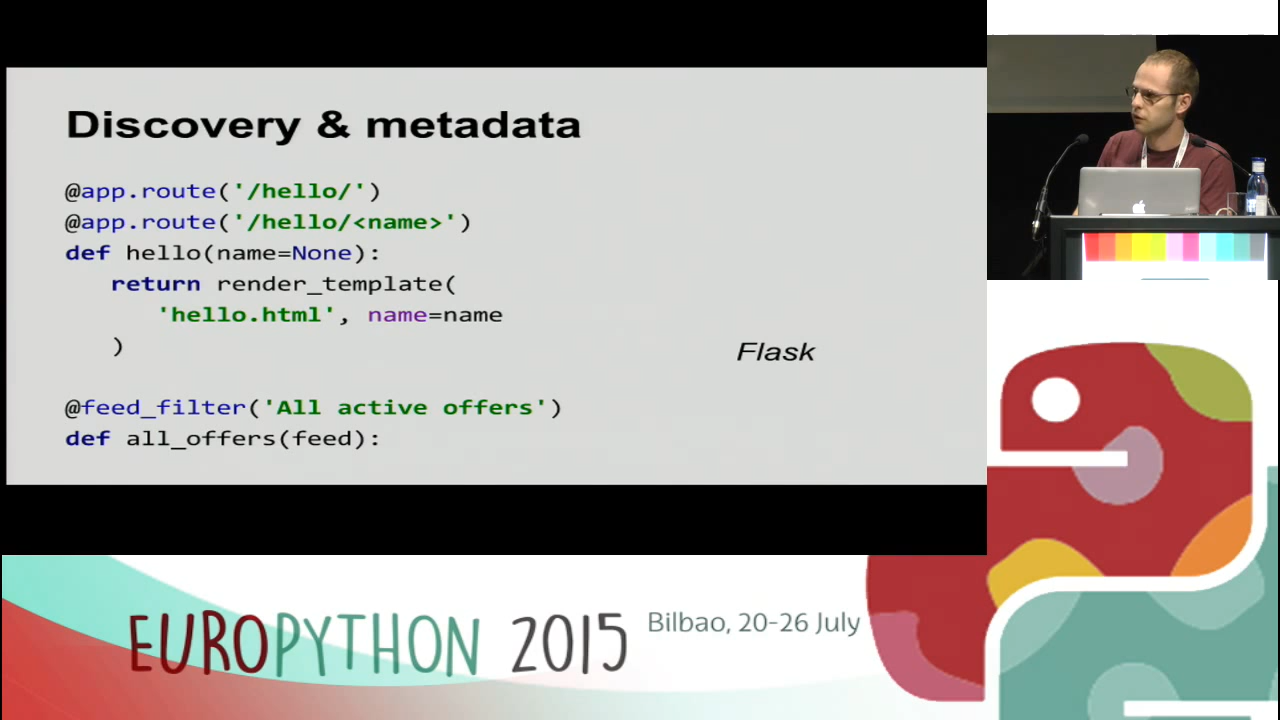 Discovery & metadata
@app.route('/hello/')
@app.route('/hello/<name>')
def hello(name=None):
return render_template(
'hello.html', name=name
)
Flask
@feed_filter('All active offers')
def all_offers(feed):
EUROPYTHON 2015
Bilbao, 20-26 July